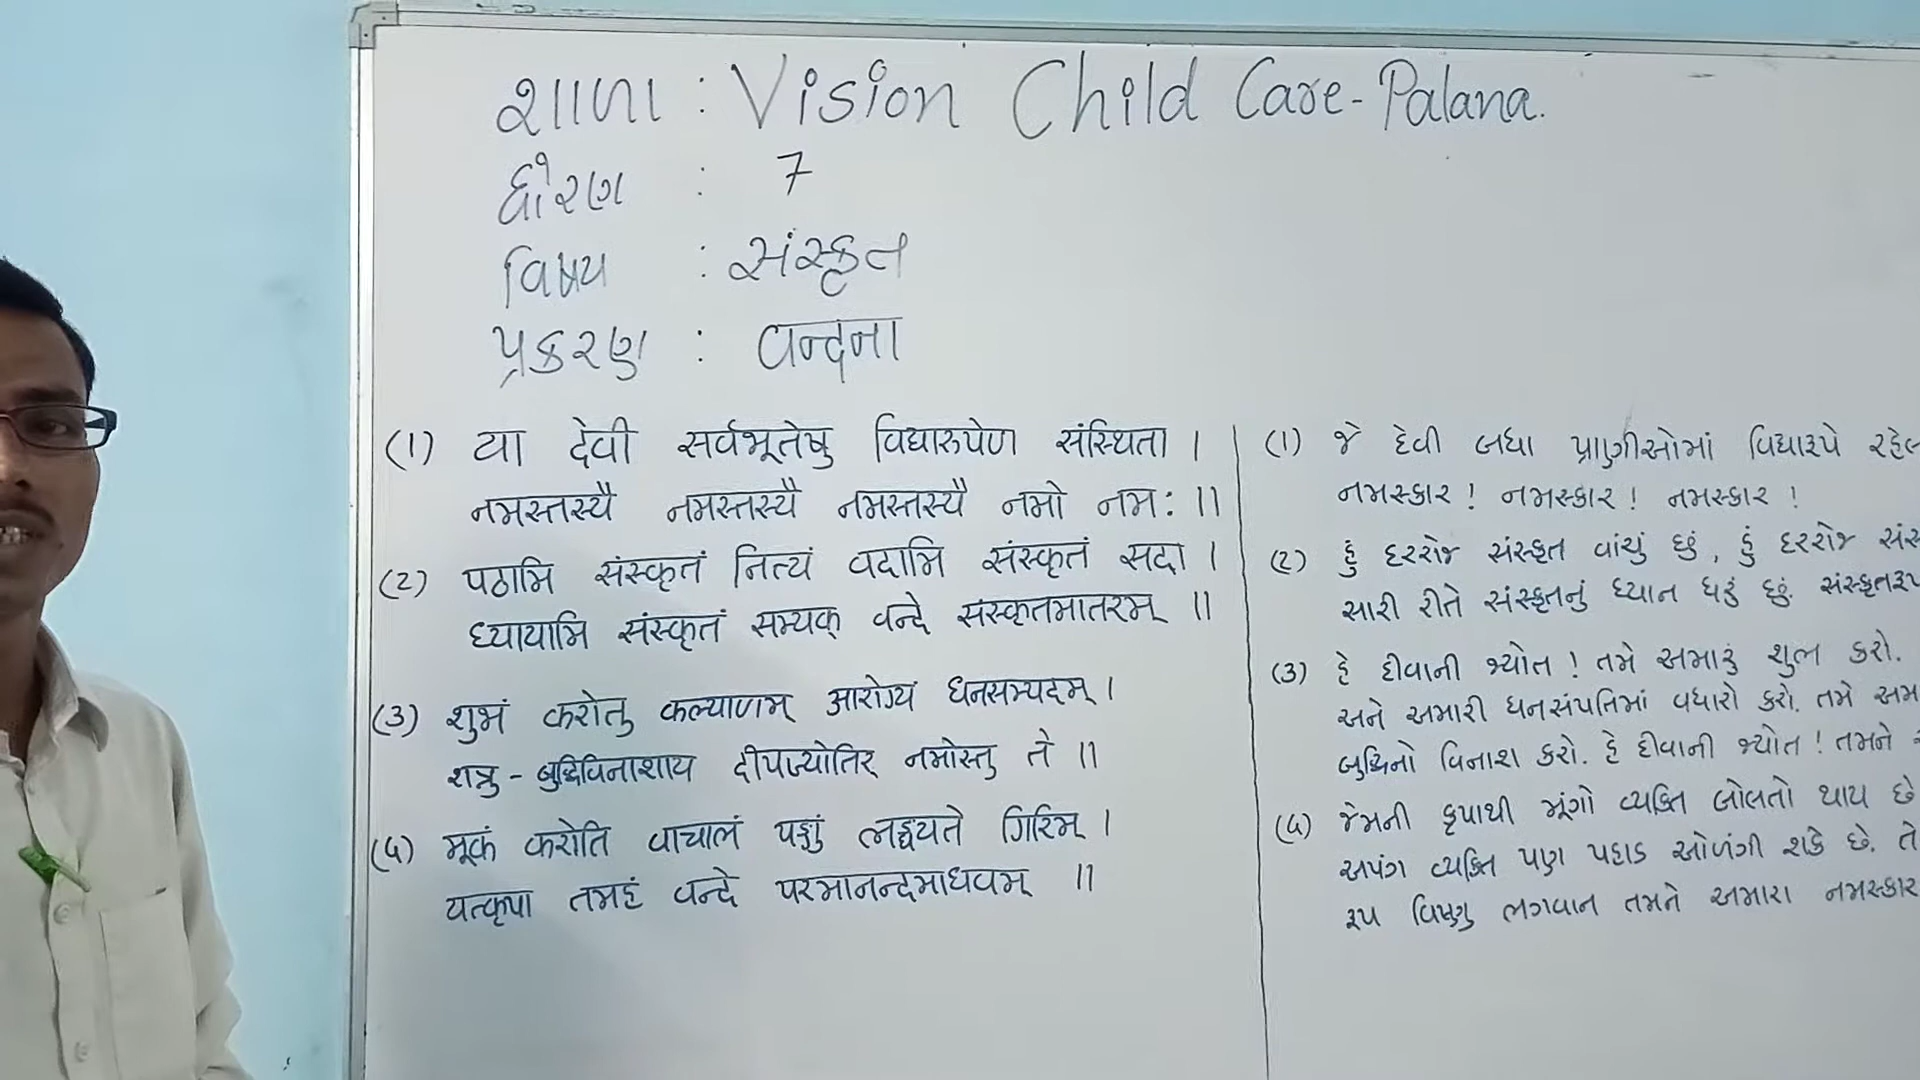 શાળા : Vision Child Care-Palana.
ધોરણ : 7
વિષય : સંસ્કૃત
પ્રકરણ : वन्दना
(1) या देवी सर्वभूतेषु विद्यारुपेण संस्थिता ।
नमस्तस्यै नमस्तस्यै नमस्तस्यै नमो नमः ॥
(2) पठामि संस्कृतं नित्यं वदामि संस्कृतं सदा ।
ध्यायामि संस्कृतं सम्यक् वन्दे संस्कृतमातरम् ॥
(3) शुभं करोतु कल्याणम् आरोग्यं धनसम्पदम् ।
शत्रु - बुद्धिविनाशाय दीपज्योतिर् नमोस्तु ते ॥
(५) मूकं करोति वाचालं पङ्गुं लङ्घयते गिरिम् ।
यत्कृपा तमहं वन्दे परमानन्दमाधवम् ॥
(1) જે દેવી બધા પ્રાણીઓમાં વિદ્યારૂપે
નમસ્કાર ! નમસ્કાર ! નમસ્કાર !
(૨) હું દરરોજ સંસ્કૃત વાંચું છું, હું દરરોજ
સારી રીતે સંસ્કૃતનું ધ્યાન ધરું છું.
(3) હે દીવાની જ્યોત ! તમે અમારું શુભ કરો.
અને અમારી ધનસંપતિમાં વધારો કરો. તમે
બુદ્ધિનો વિનાશ કરો. હે દીવાની જ્યોત ! તમને
(૫) જેમની કૃપાથી મૂંગો વ્યક્તિ બોલતો થાય છે
અપંગ વ્યક્તિ પણ પહાડ ઓળંગી શકે છે.
રૂપ વિષ્ણુ ભગવાન તમને અમારા નમસ્કાર